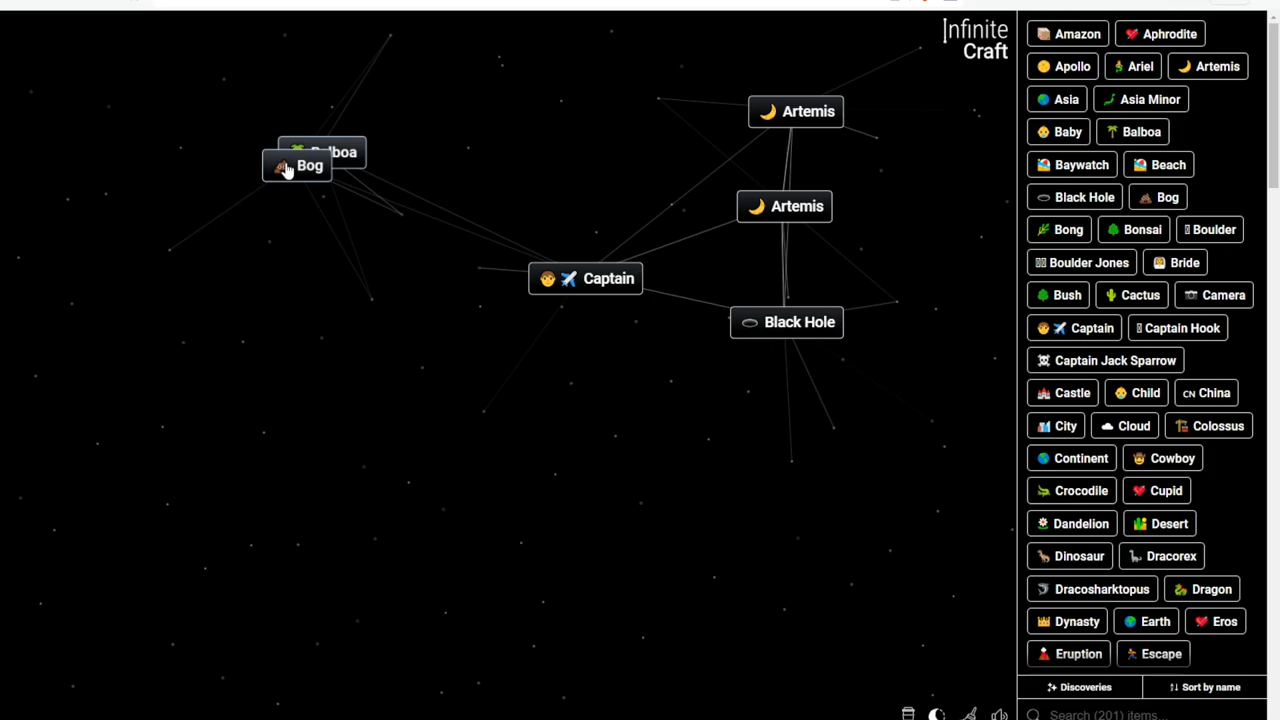 Infinite
Craft
Artemis
Balboa
Bog
Artemis
Captain
Black Hole
Amazon Aphrodite
Apollo Ariel Artemis
Asia Asia Minor
Baby Balboa
Baywatch Beach
Black Hole Bog
Bong Bonsai Boulder
Boulder Jones Bride
Bush Cactus Camera
Captain Captain Hook
Captain Jack Sparrow
Castle Child CN China
City Cloud Colossus
Continent Cowboy
Crocodile Cupid
Dandelion Desert
Dinosaur Dracorex
Dracosharktopus Dragon
Dynasty Earth Eros
Eruption Escape
Discoveries Sort by name
Search (201) items...